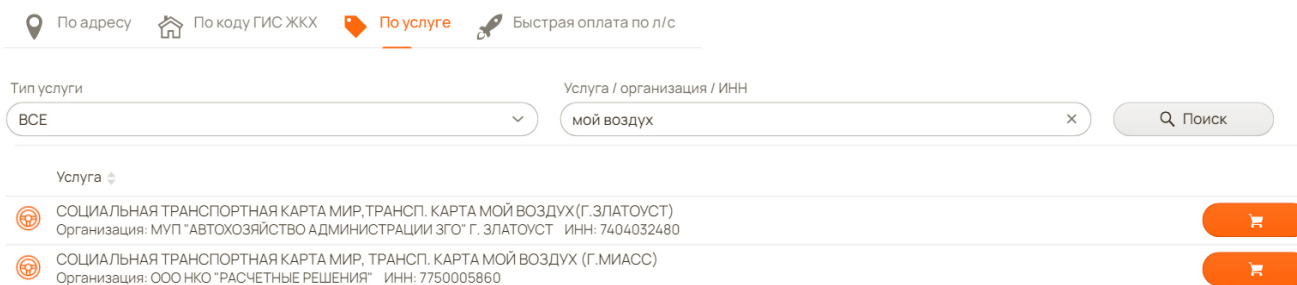 По адресу По коду ГИС ЖКХ По услуге Быстрая оплата по л/с
Тип услуги Услуга / организация / ИНН
ВСЕ мой воздух Поиск
Услуга
СОЦИАЛЬНАЯ ТРАНСПОРТНАЯ КАРТА МИР,ТРАНСП. КАРТА МОЙ ВОЗДУХ(Г.ЗЛАТОУСТ)
Организация: МУП "АВТОХОЗЯЙСТВО АДМИНИСТРАЦИИ ЗГО" Г. ЗЛАТОУСТ ИНН: 7404032480
СОЦИАЛЬНАЯ ТРАНСПОРТНАЯ КАРТА МИР, ТРАНСП. КАРТА МОЙ ВОЗДУХ (Г.МИАСС)
Организация: ООО НКО "РАСЧЕТНЫЕ РЕШЕНИЯ" ИНН: 7750005860